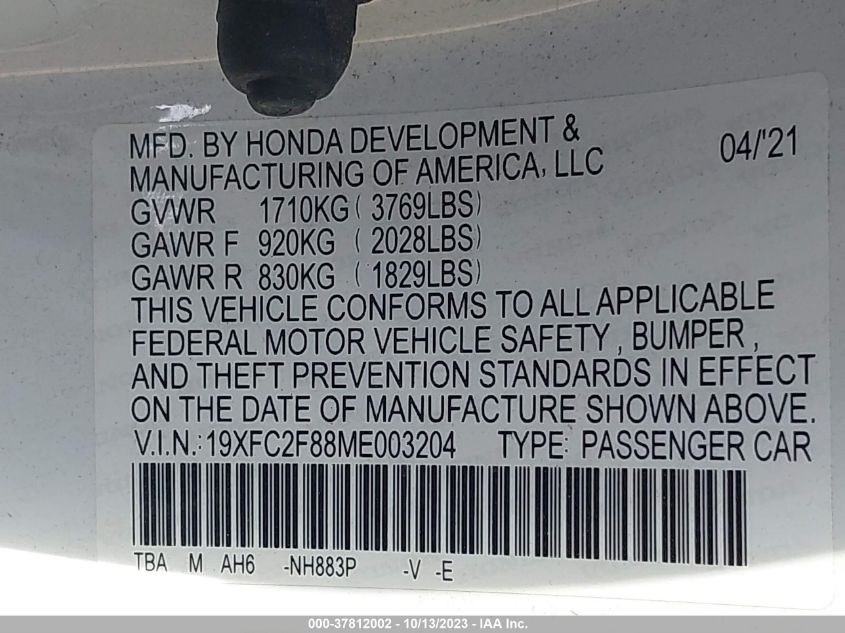 MFD. BY HONDA DEVELOPMENT & 04/'21
MANUFACTURING OF AMERICA, LLC
GVWR 1710KG ( 3769LBS)
GAWR F 920KG ( 2028LBS)
GAWR R 830KG ( 1829LBS)
THIS VEHICLE CONFORMS TO ALL APPLICABLE
FEDERAL MOTOR VEHICLE SAFETY , BUMPER ,
AND THEFT PREVENTION STANDARDS IN EFFECT
ON THE DATE OF MANUFACTURE SHOWN ABOVE.
V.I.N.: 19XFC2F88ME003204 TYPE: PASSENGER CAR
TBA M AH6 -NH883P -V -E
000-37812002 - 10/13/2023 - IAA Inc.